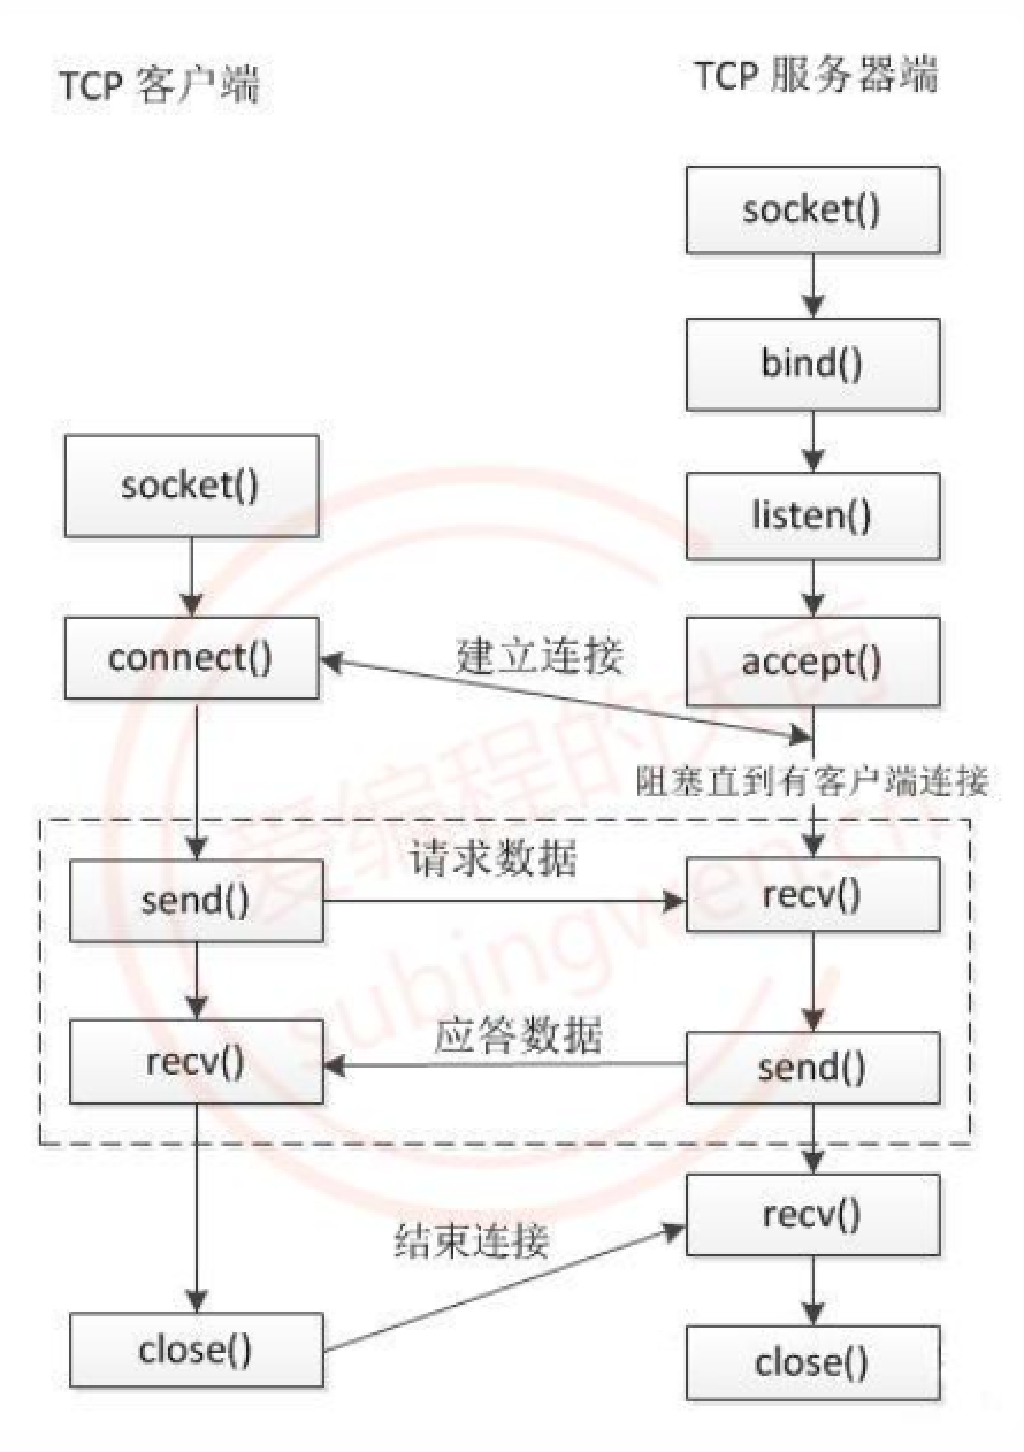 TCP 客户端
TCP 服务器端
socket()
bind()
listen()
socket()
connect()
建立连接
accept()
阻塞直到有客户端连接
send()
请求数据
recv()
recv()
应答数据
send()
结束连接
recv()
close()
close()
爱编程的大丙
subingwen.cn